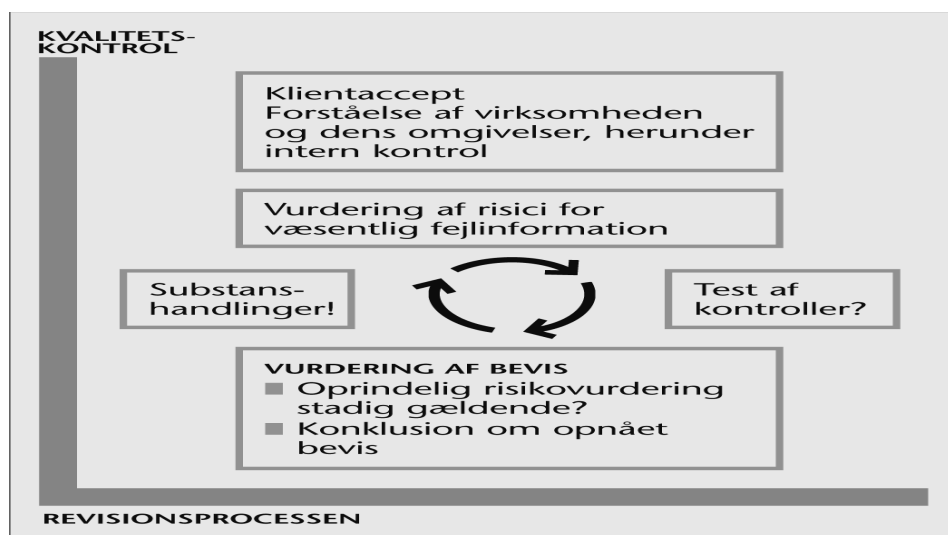 KVALITETS-
KONTROL
Klientaccept
Forståelse af virksomheden
og dens omgivelser, herunder
intern kontrol
Vurdering af risici for
væsentlig fejlinformation
Substans-
handlinger!
Test af
kontroller?
VURDERING AF BEVIS
Oprindelig risikovurdering
stadig gældende?
Konklusion om opnået
bevis
REVISIONSPROCESSEN